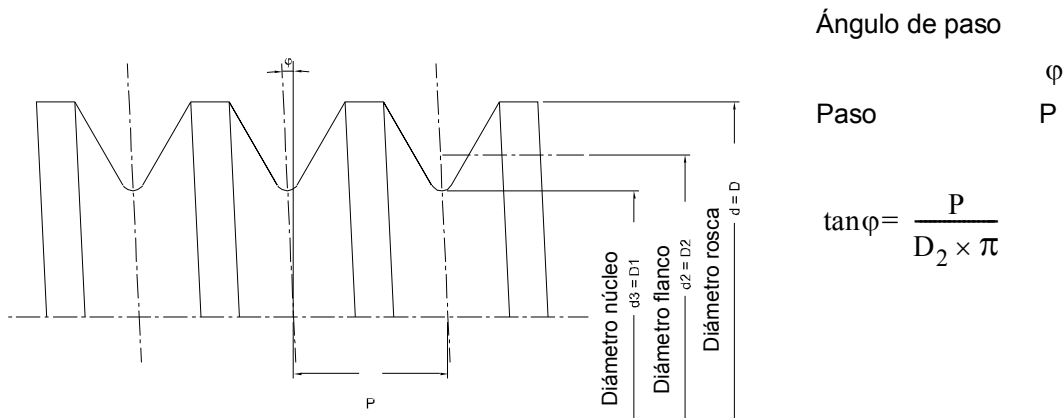 φ
P
Diámetro núcleo
d3 = D1
Diámetro flanco
d2 = D2
Diámetro rosca
d = D
Ángulo de paso
φ
Paso P
tanφ= P / D2 × π